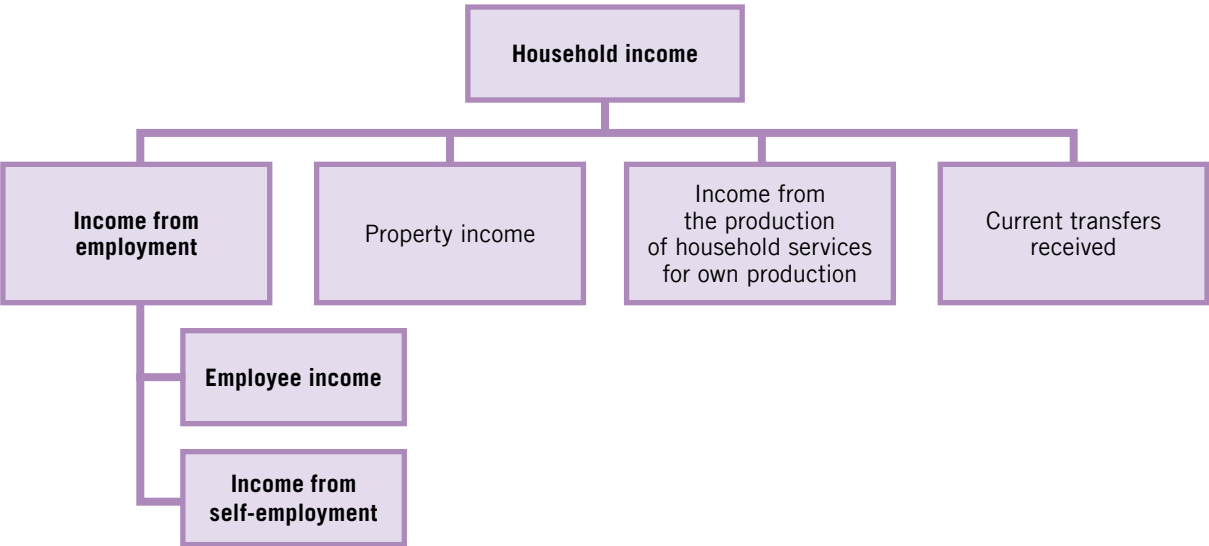 Household income
Income from
employment
Property income
Income from
the production
of household services
for own production
Current transfers
received
Employee income
Income from
self-employment